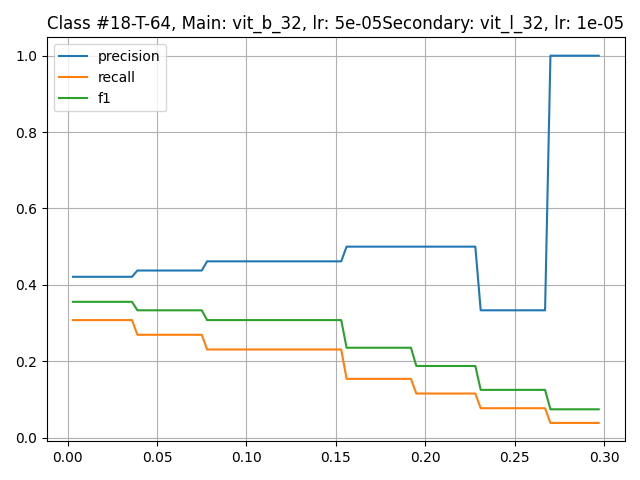 Class #18-T-64, Main: vit_b_32, lr: 5e-05Secondary: vit_l_32, lr: 1e-05
precision
recall
f1
1.0
0.8
0.6
0.4
0.2
0.0
0.00 0.05 0.10 0.15 0.20 0.25 0.30